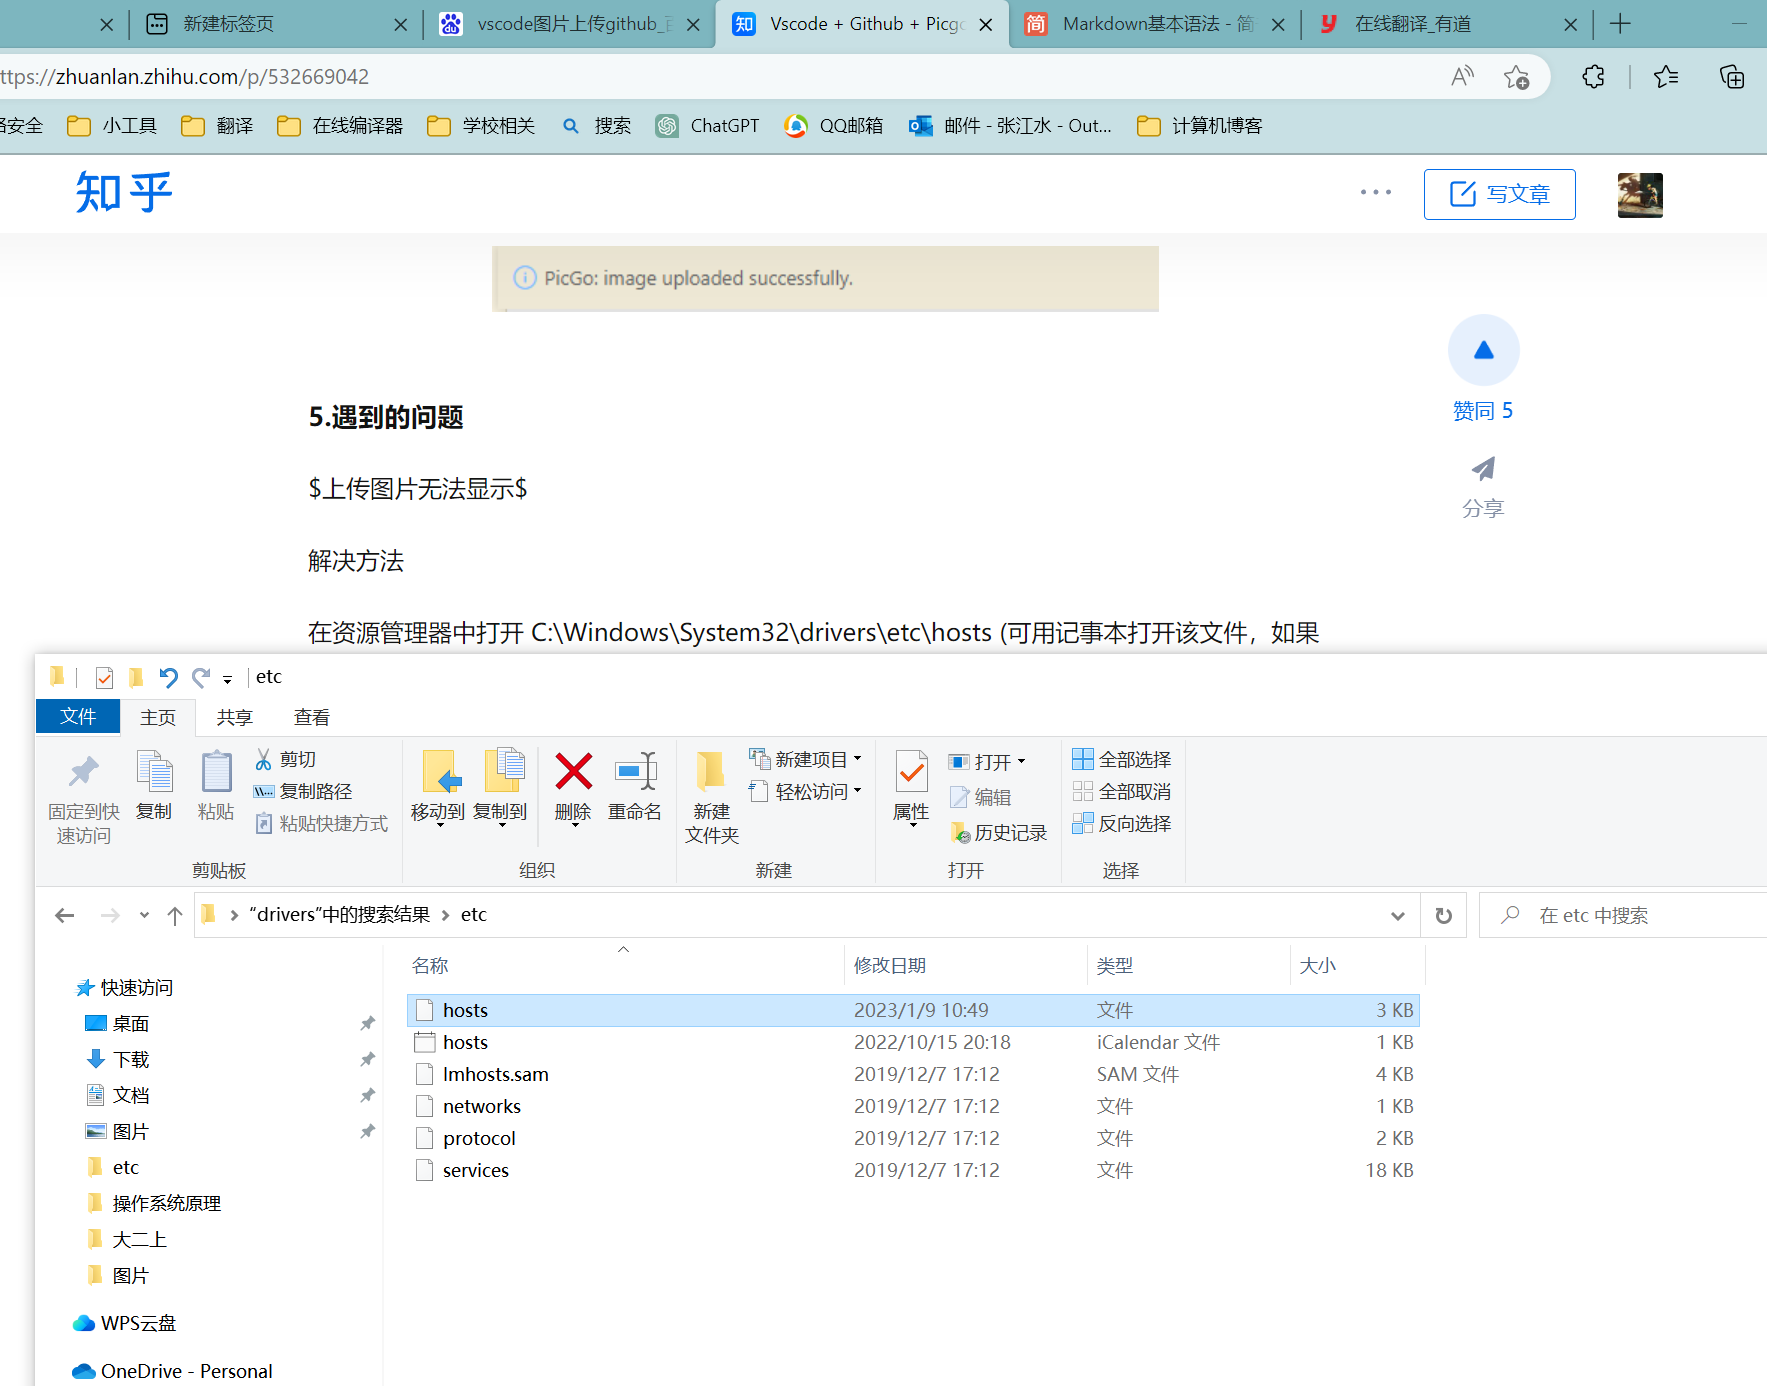 新建标签页
vscode图片上传github_百
Vscode + Github + Picgo
Markdown基本语法 - 简
在线翻译_有道
ttps://zhuanlan.zhihu.com/p/532669042
络安全
小工具
翻译
在线编译器
学校相关
搜索
ChatGPT
QQ邮箱
邮件 - 张江水 - Out...
计算机博客
知乎
写文章
PicGo: image uploaded successfully.
5.遇到的问题
$上传图片无法显示$
解决方法
在资源管理器中打开 C:\Windows\System32\drivers\etc\hosts (可用记事本打开该文件，如果
赞同 5
分享
etc
文件
主页
共享
查看
固定到快
速访问
复制
粘贴
剪切
复制路径
粘贴快捷方式
剪贴板
移动到
复制到
删除
重命名
组织
新建
文件夹
新建项目
轻松访问
新建
属性
打开
编辑
历史记录
打开
全部选择
全部取消
反向选择
选择
“drivers”中的搜索结果 › etc
在 etc 中搜索
快速访问
桌面
下载
文档
图片
etc
操作系统原理
大二上
图片
WPS云盘
OneDrive - Personal
名称 修改日期 类型 大小
hosts 2023/1/9 10:49 文件 3 KB
hosts 2022/10/15 20:18 iCalendar 文件 1 KB
lmhosts.sam 2019/12/7 17:12 SAM 文件 4 KB
networks 2019/12/7 17:12 文件 1 KB
protocol 2019/12/7 17:12 文件 2 KB
services 2019/12/7 17:12 文件 18 KB